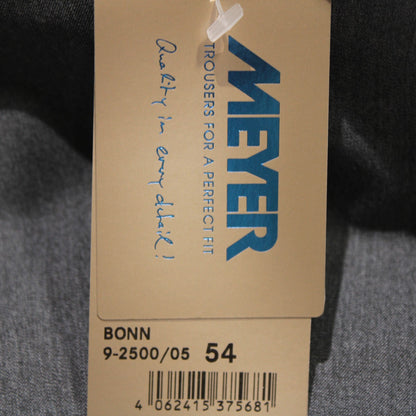 MEYER
TROUSERS FOR A PERFECT FIT
Quality in every detail!
BONN
9-2500/05 54
4 062415 375681